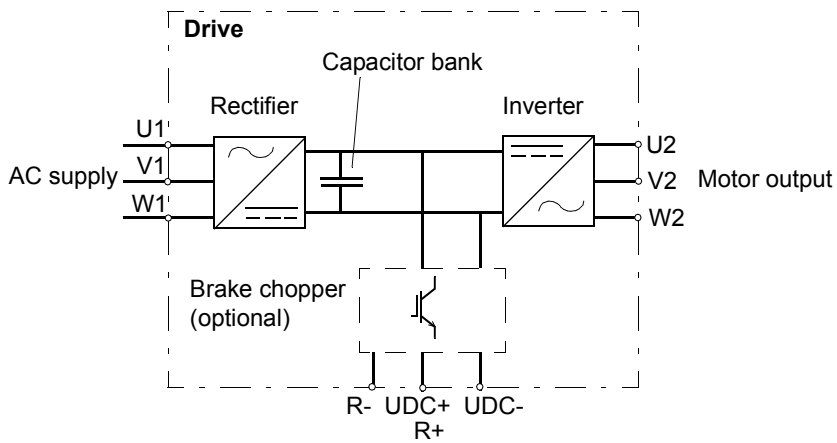 Drive
Capacitor bank
Rectifier
Inverter
U1
U2
V1
AC supply
V2
Motor output
W1
W2
Brake chopper
(optional)
R-
UDC+
UDC-
R+